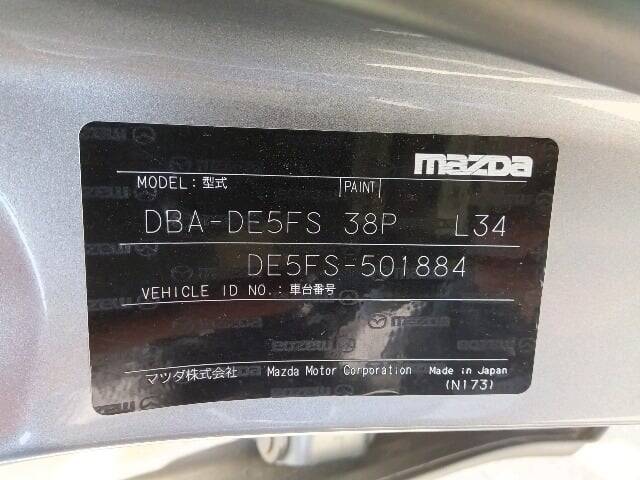 mazda
MODEL: 型式 PAINT
DBA-DE5FS 38P L34
DE5FS-501884
VEHICLE ID NO.: 車台番号
マツダ株式会社 Mazda Motor Corporation Made in Japan
(N173)